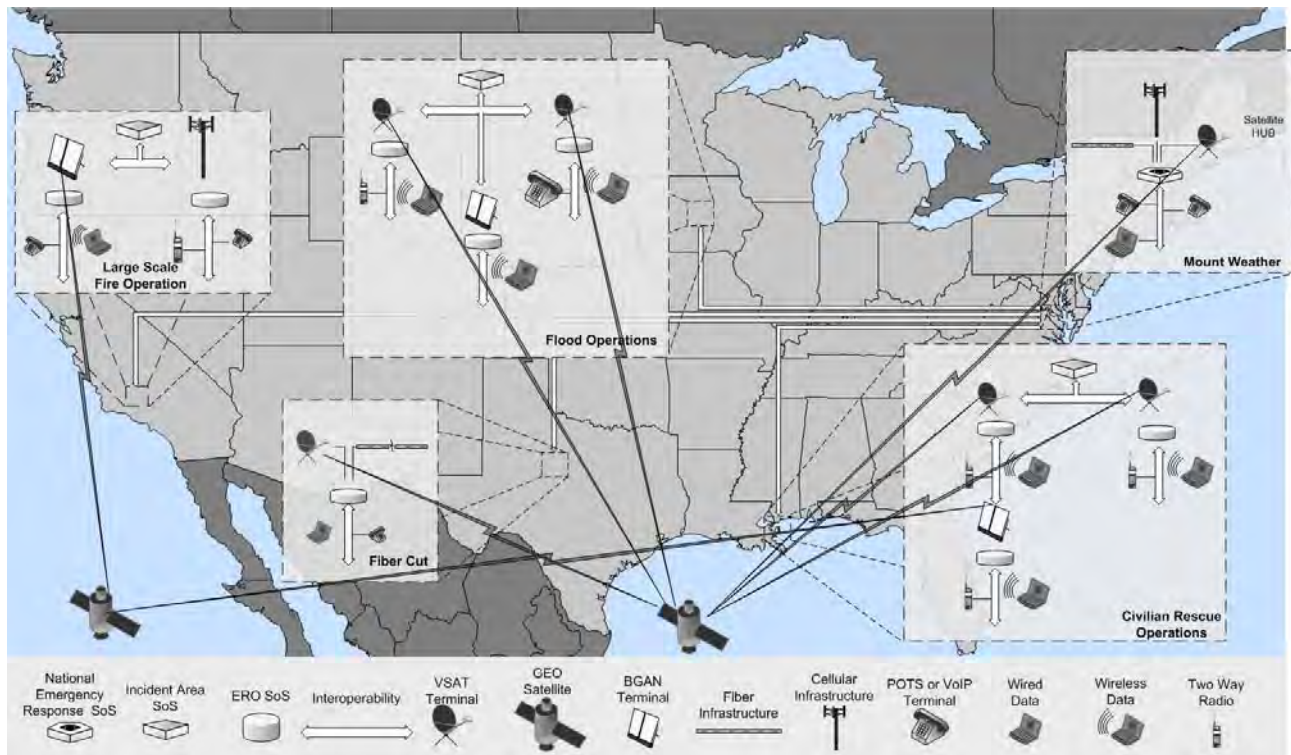 Satellite
HUB
Large Scale
Fire Operation
Flood Operations
Mount Weather
Fiber Cut
Civilian Rescue
Operations
National
Emergency
Response SoS
Incident Area
SoS
ERO SoS
Interoperability
VSAT
Terminal
GEO
Satellite
BGAN
Terminal
Fiber
Infrastructure
Cellular
Infrastructure
POTS or VoIP
Terminal
Wired
Data
Wireless
Data
Two Way
Radio